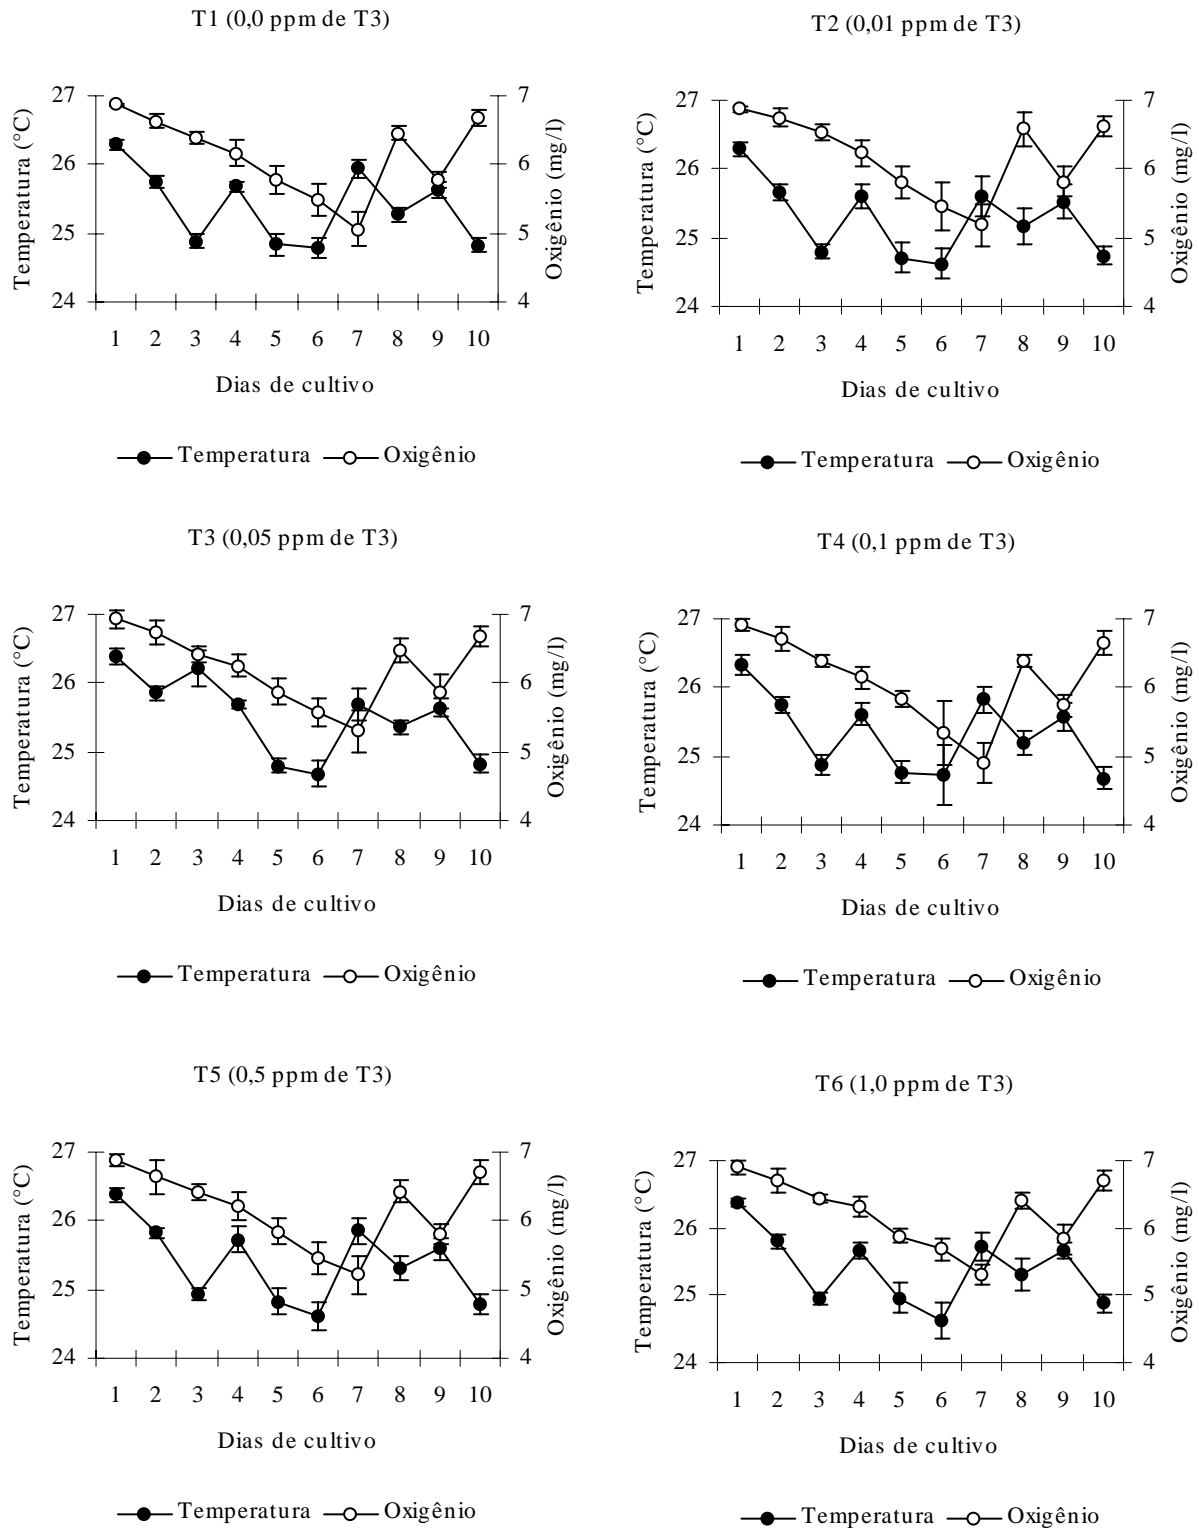 T1 (0,0 ppm de T3)
27
26
25
24
7
6
5
4
Temperatura (°C)
Oxigênio (mg/l)
1 2 3 4 5 6 7 8 9 10
Dias de cultivo
Temperatura Oxigênio
T2 (0,01 ppm de T3)
27
26
25
24
7
6
5
4
Temperatura (°C)
Oxigênio (mg/l)
1 2 3 4 5 6 7 8 9 10
Dias de cultivo
Temperatura Oxigênio
T3 (0,05 ppm de T3)
27
26
25
24
7
6
5
4
Temperatura (°C)
Oxigênio (mg/l)
1 2 3 4 5 6 7 8 9 10
Dias de cultivo
Temperatura Oxigênio
T4 (0,1 ppm de T3)
27
26
25
24
7
6
5
4
Temperatura (°C)
Oxigênio (mg/l)
1 2 3 4 5 6 7 8 9 10
Dias de cultivo
Temperatura Oxigênio
T5 (0,5 ppm de T3)
27
26
25
24
7
6
5
4
Temperatura (°C)
Oxigênio (mg/l)
1 2 3 4 5 6 7 8 9 10
Dias de cultivo
Temperatura Oxigênio
T6 (1,0 ppm de T3)
27
26
25
24
7
6
5
4
Temperatura (°C)
Oxigênio (mg/l)
1 2 3 4 5 6 7 8 9 10
Dias de cultivo
Temperatura Oxigênio